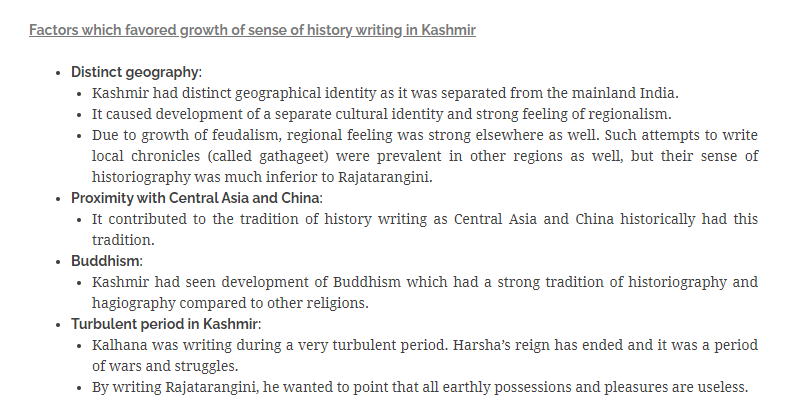 Factors which favored growth of sense of history writing in Kashmir
• Distinct geography:
• Kashmir had distinct geographical identity as it was separated from the mainland India.
• It caused development of a separate cultural identity and strong feeling of regionalism.
• Due to growth of feudalism, regional feeling was strong elsewhere as well. Such attempts to write
local chronicles (called gathageet) were prevalent in other regions as well, but their sense of
historiography was much inferior to Rajatarangini.
• Proximity with Central Asia and China:
• It contributed to the tradition of history writing as Central Asia and China historically had this
tradition.
• Buddhism:
• Kashmir had seen development of Buddhism which had a strong tradition of historiography and
hagiography compared to other religions.
• Turbulent period in Kashmir:
• Kalhana was writing during a very turbulent period. Harsha’s reign has ended and it was a period
of wars and struggles.
• By writing Rajatarangini, he wanted to point that all earthly possessions and pleasures are useless.